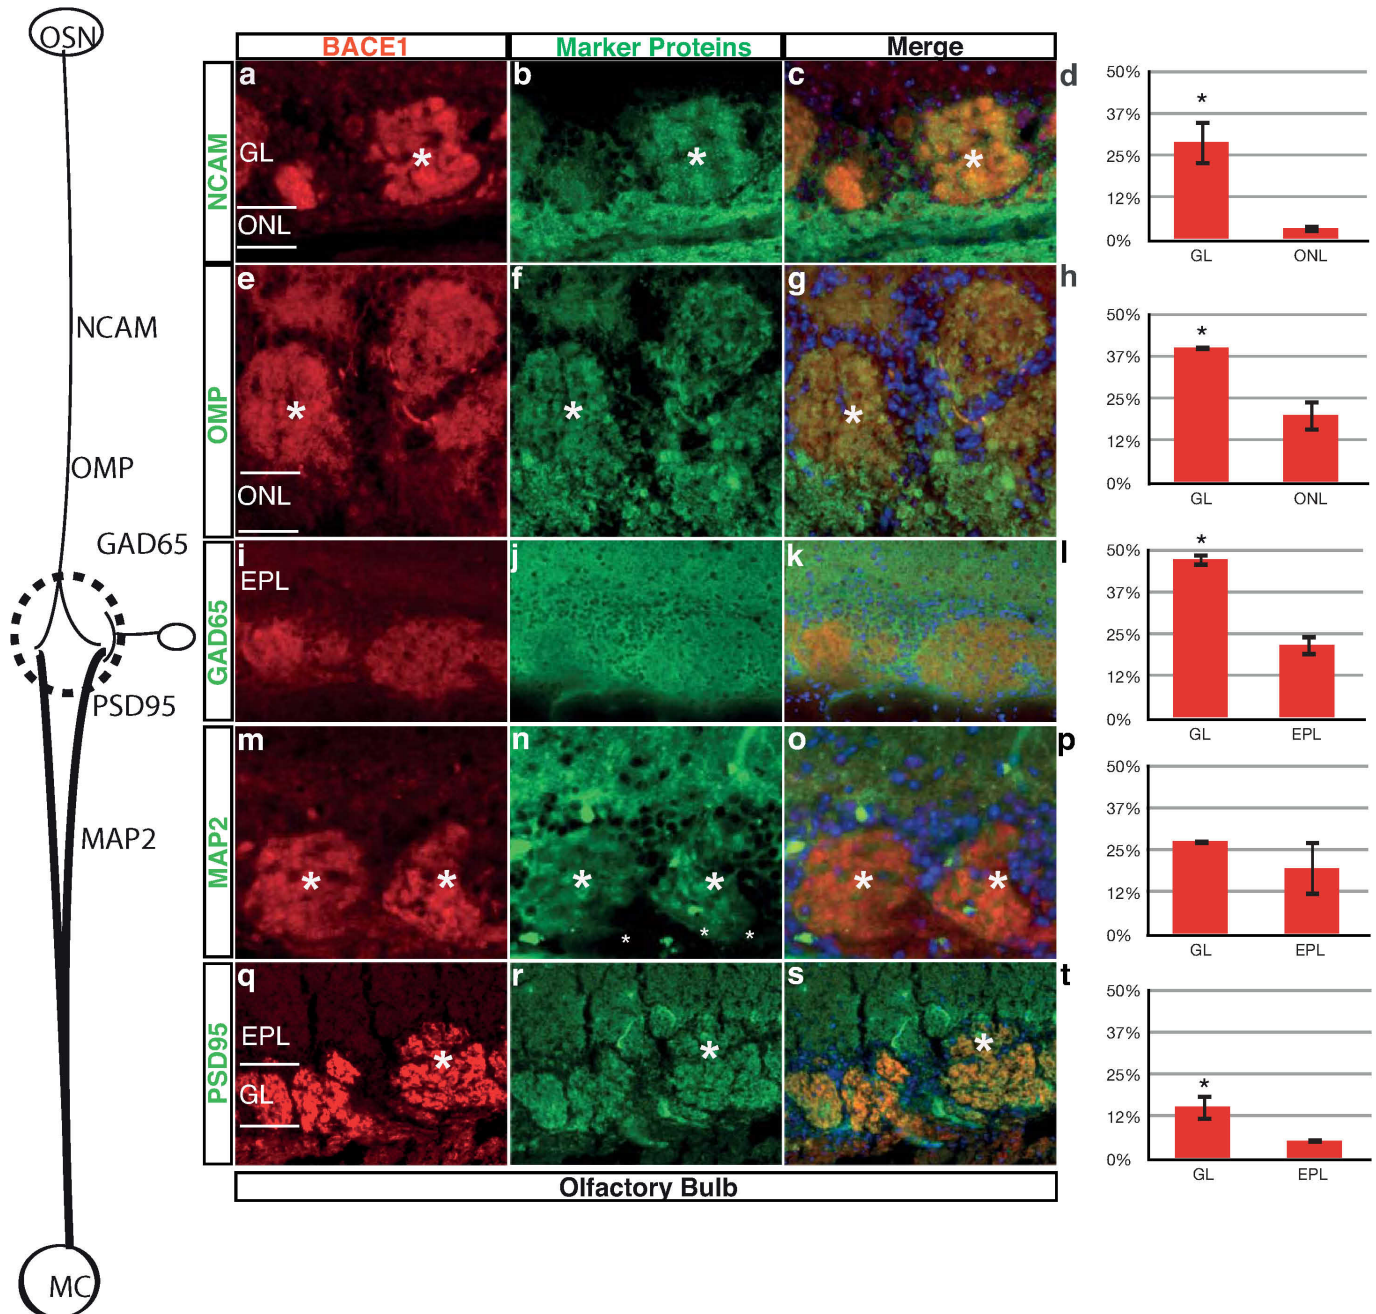 OSN
NCAM
OMP
GAD65
PSD95
MAP2
MC
BACE1 Marker Proteins Merge
NCAM
a GL ONL
b
c
d 50% 37% 25% 12% 0% GL ONL
*
OMP
e ONL
f
g
h 50% 37% 25% 12% 0% GL ONL
*
GAD65
i EPL
j
k
l 50% 37% 25% 12% 0% GL EPL
*
MAP2
m
n
o
p 50% 37% 25% 12% 0% GL EPL
PSD95
q EPL GL
r
s
t 50% 37% 25% 12% 0% GL EPL
*
Olfactory Bulb